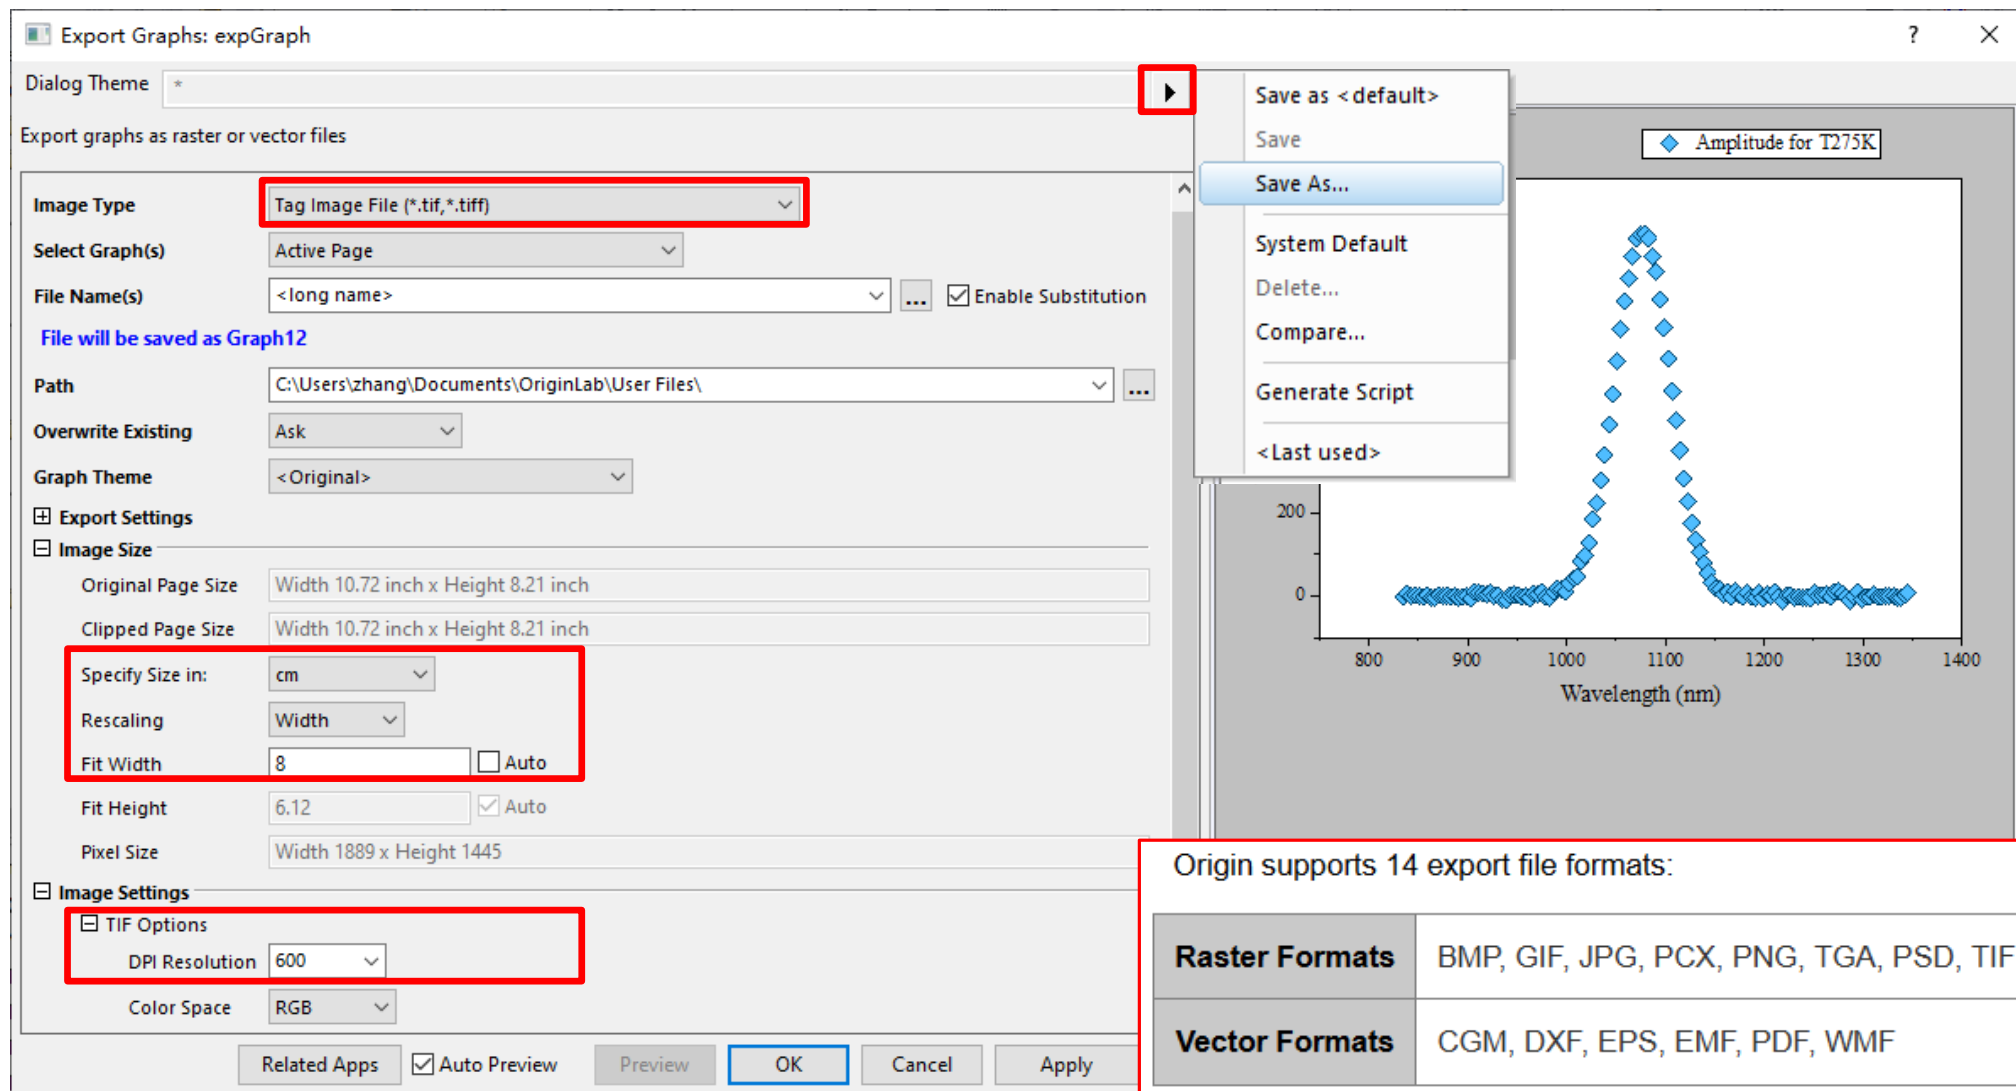 Export Graphs: expGraph
?
Dialog Theme *
Export graphs as raster or vector files
Image Type Tag Image File (*.tif,*.tiff)
Select Graph(s) Active Page
File Name(s) <long name> ... Enable Substitution
File will be saved as Graph12
Path C:\Users\zhang\Documents\OriginLab\User Files\ ...
Overwrite Existing Ask
Graph Theme <Original>
Export Settings
Image Size
Original Page Size Width 10.72 inch x Height 8.21 inch
Clipped Page Size Width 10.72 inch x Height 8.21 inch
Specify Size in: cm
Rescaling Width
Fit Width 8 Auto
Fit Height 6.12 Auto
Pixel Size Width 1889 x Height 1445
Image Settings
TIF Options
DPI Resolution 600
Color Space RGB
Related Apps Auto Preview Preview OK Cancel Apply
Save as <default>
Save
Save As...
System Default
Delete...
Compare...
Generate Script
<Last used>
Amplitude for T275K
200
0
800 900 1000 1100 1200 1300 1400
Wavelength (nm)
Origin supports 14 export file formats:
Raster Formats BMP, GIF, JPG, PCX, PNG, TGA, PSD, TIF
Vector Formats CGM, DXF, EPS, EMF, PDF, WMF